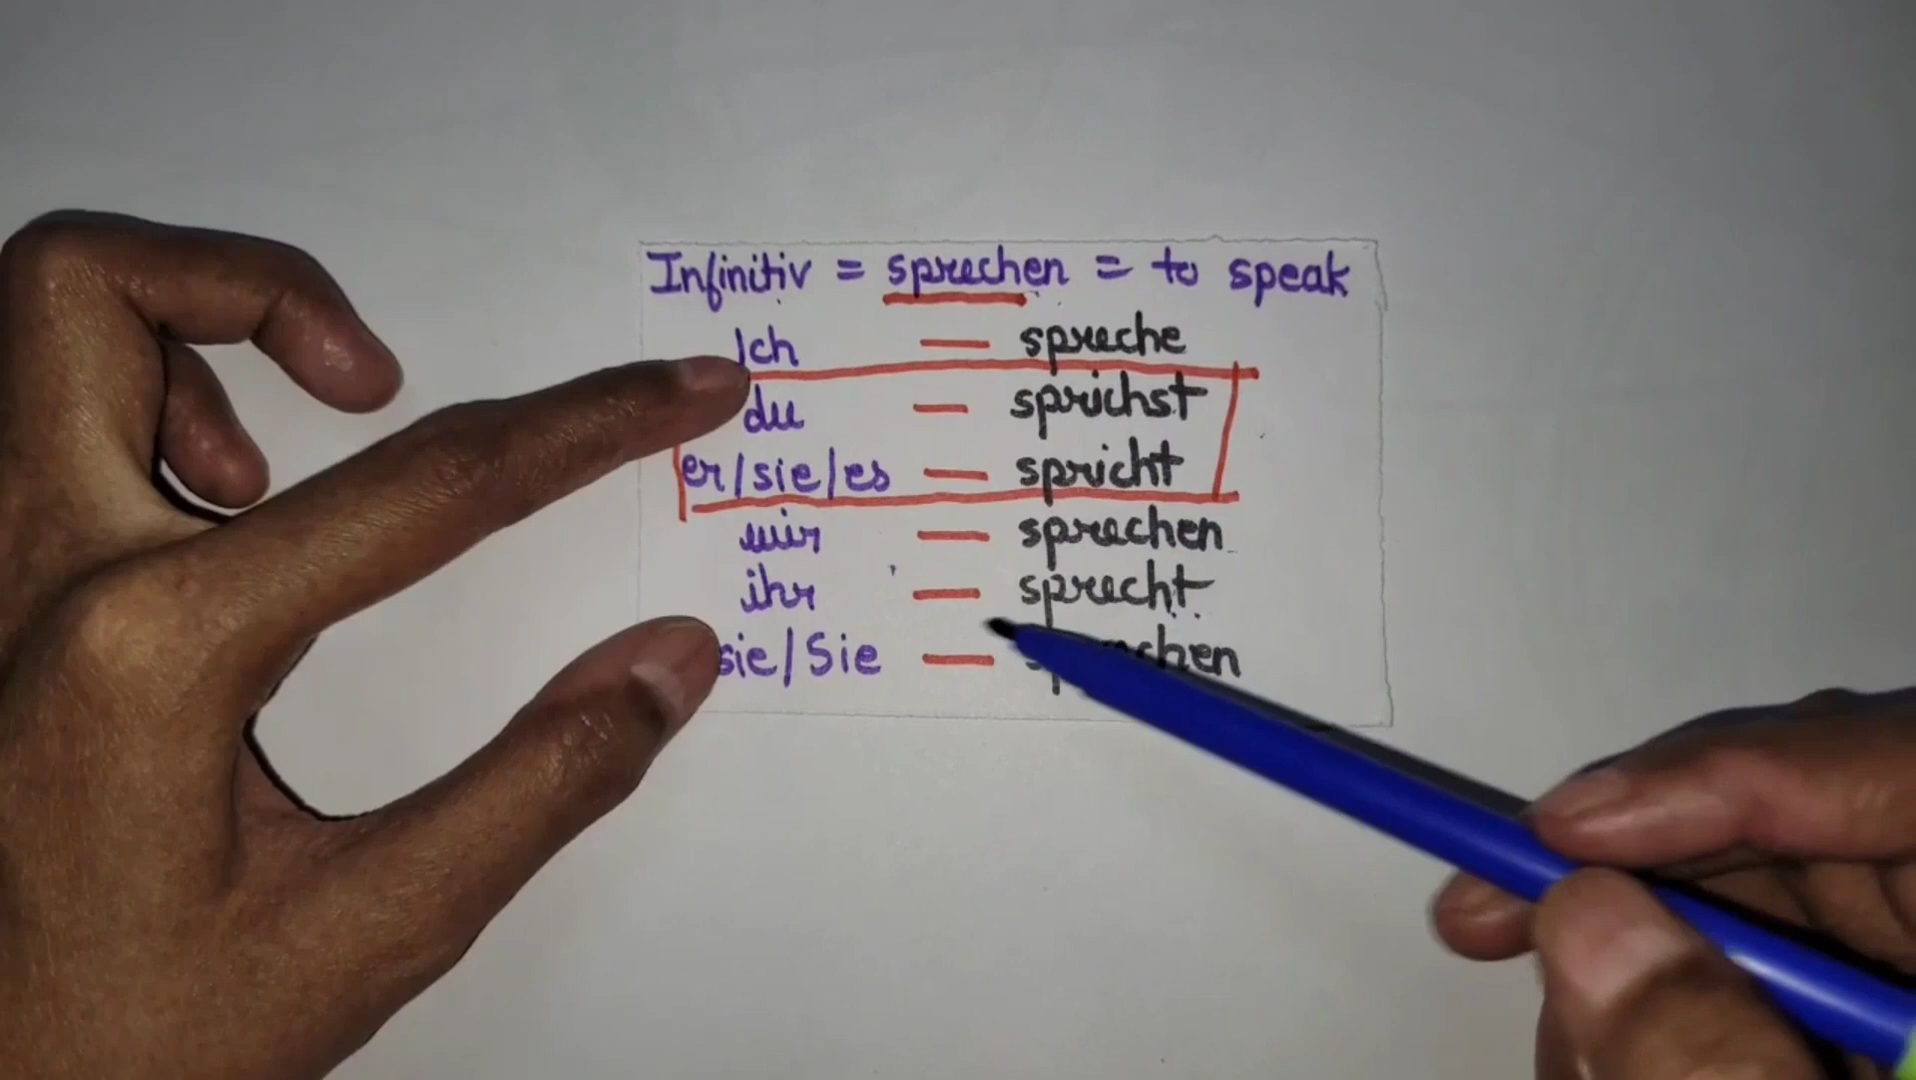 Infinitiv = sprechen = to speak
Ich — spreche
du — sprichst
er/sie/es — spricht
wir — sprechen
ihr — sprecht
sie/Sie —